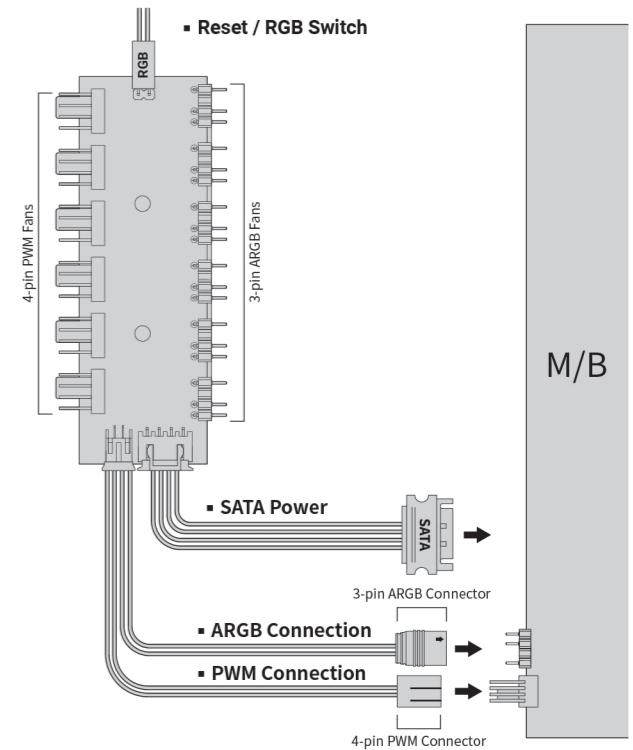 ▪ Reset / RGB Switch
RGB
4-pin PWM Fans
3-pin ARGB Fans
M/B
▪ SATA Power
SATA
3-pin ARGB Connector
▪ ARGB Connection
▪ PWM Connection
4-pin PWM Connector